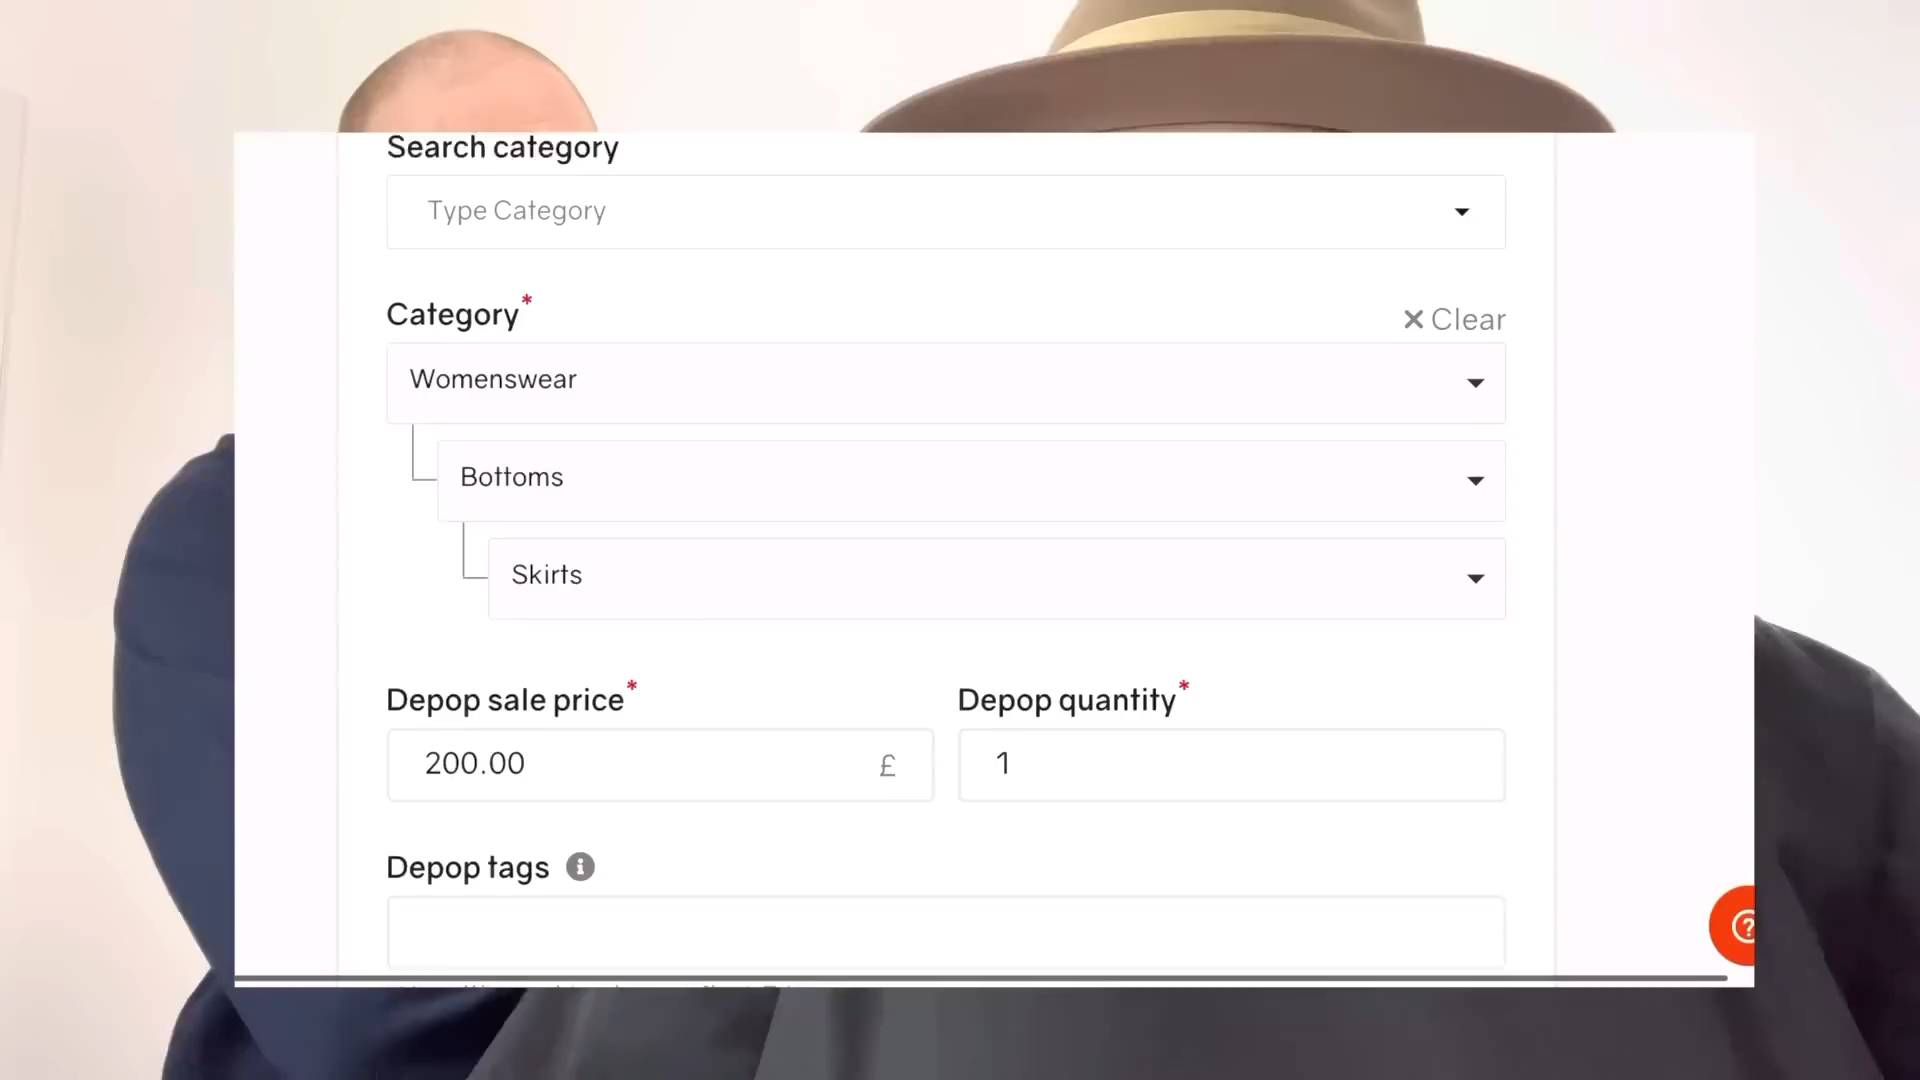 Search category
Type Category
Category*
× Clear
Womenswear
Bottoms
Skirts
Depop sale price* Depop quantity*
200.00 £ 1
Depop tags i
?